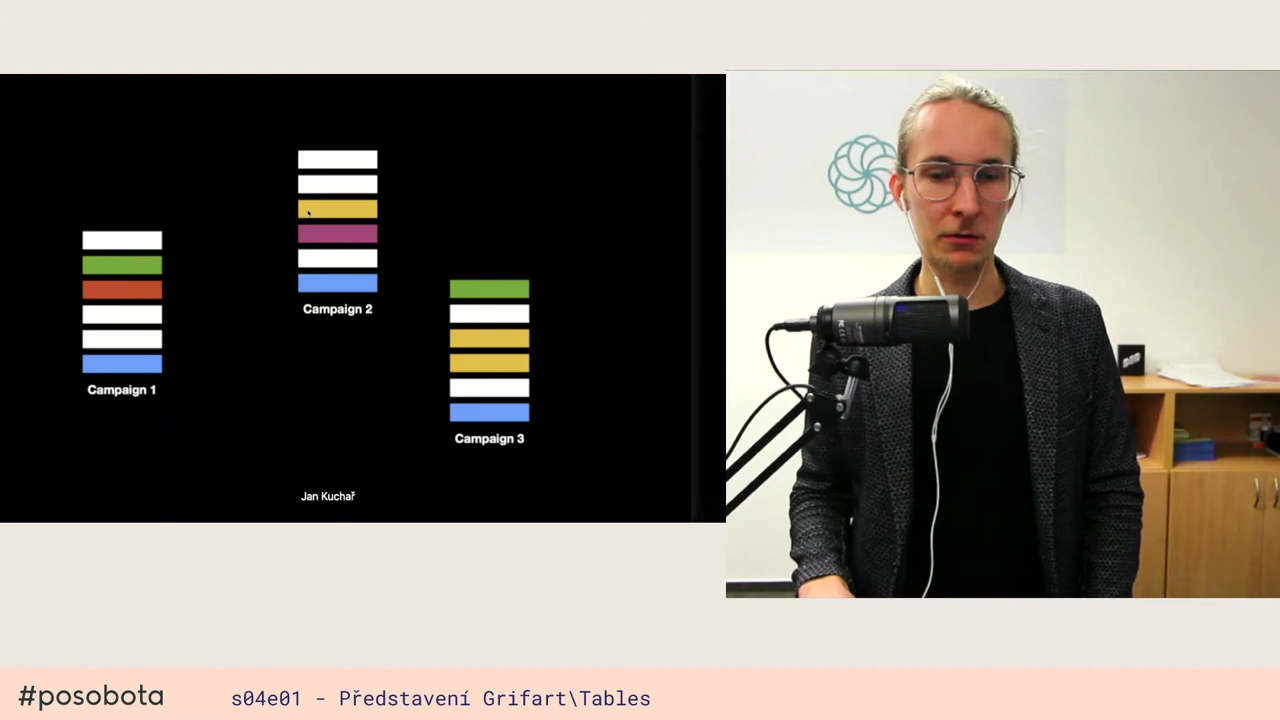 Campaign 2
Campaign 1
Campaign 3
Jan Kuchař
#posobota
s04e01 - Představení Grifart\Tables